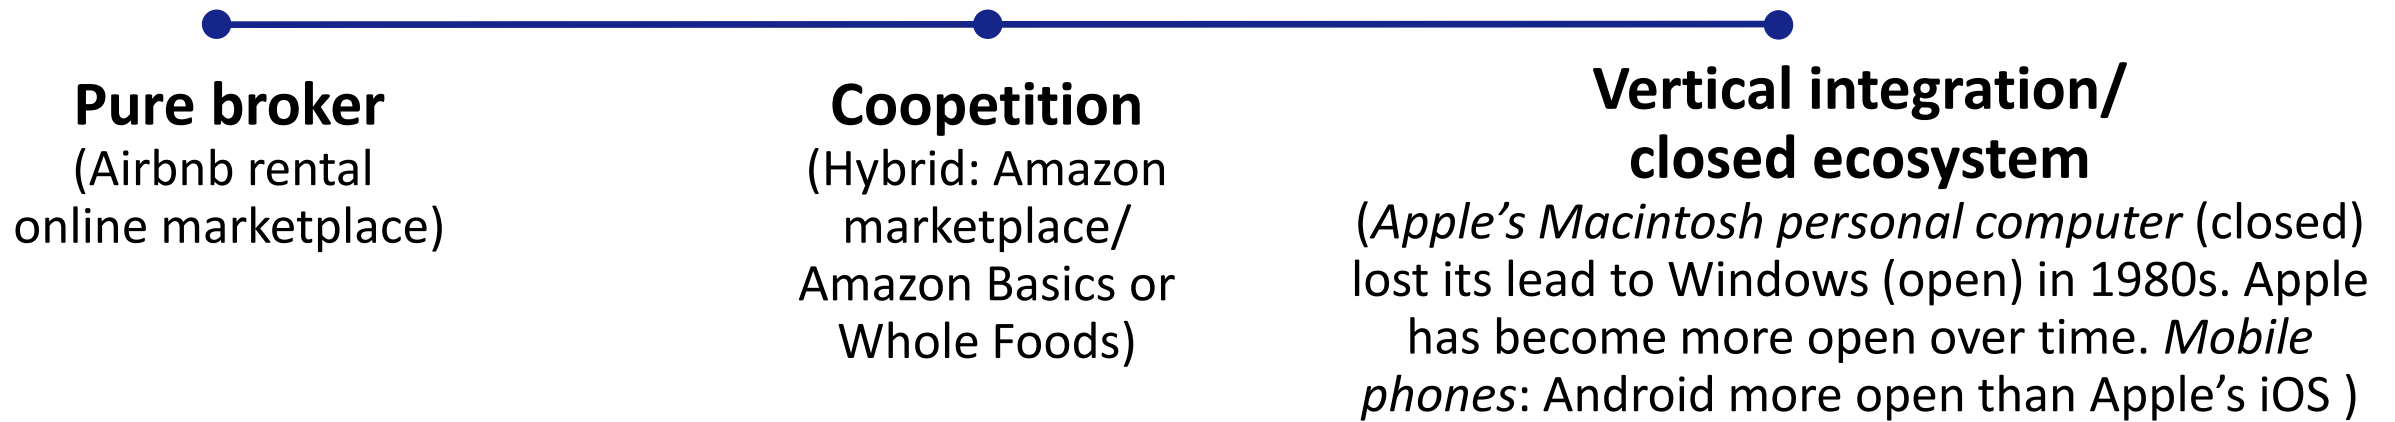 Pure broker
(Airbnb rental
online marketplace)
Coopetition
(Hybrid: Amazon
marketplace/
Amazon Basics or
Whole Foods)
Vertical integration/
closed ecosystem
(Apple’s Macintosh personal computer (closed)
lost its lead to Windows (open) in 1980s. Apple
has become more open over time. Mobile
phones: Android more open than Apple’s iOS )